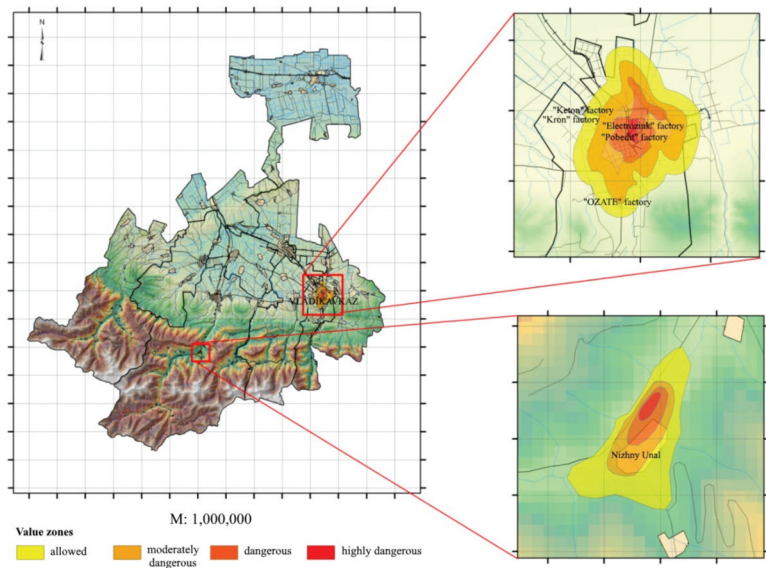 N
"Keton" factory
"Kron" factory
"Electrozink" factory
"Pobedit" factory
"OZATE" factory
VLADIKAVKAZ
Nizhny Unal
M: 1,000,000
Value zones
allowed
moderately
dangerous
dangerous
highly dangerous